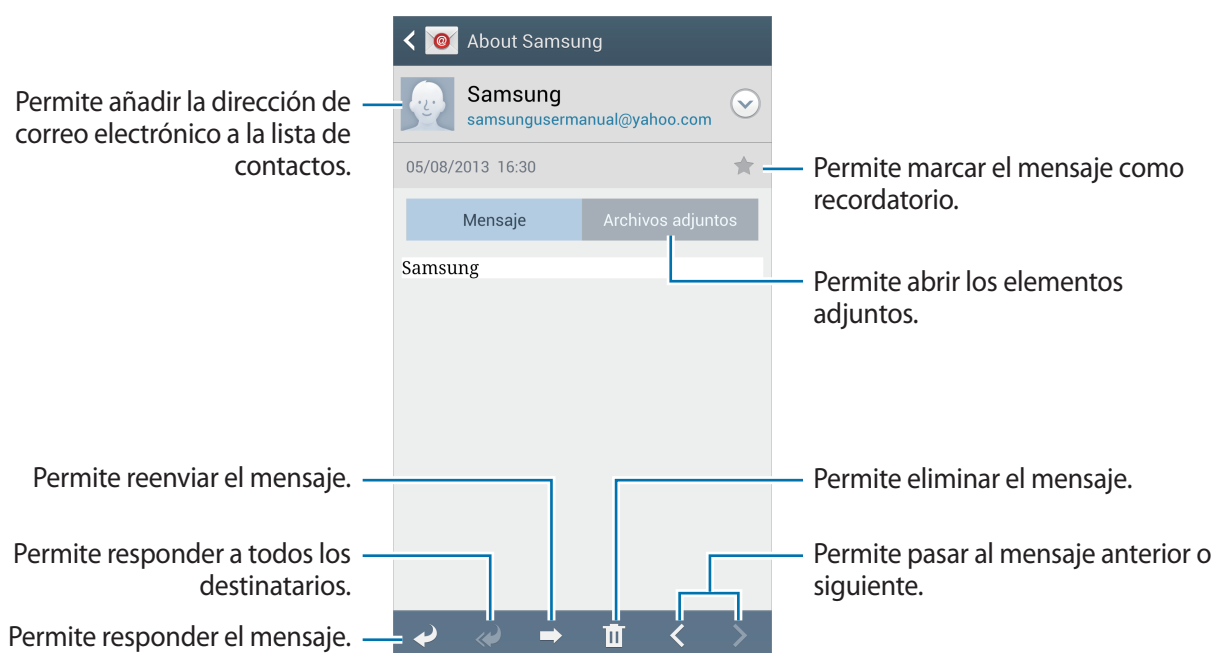 About Samsung
Permite añadir la dirección de
correo electrónico a la lista de
contactos.
Samsung
samsungusermanual@yahoo.com
05/08/2013 16:30
Permite marcar el mensaje como
recordatorio.
Mensaje
Archivos adjuntos
Samsung
Permite abrir los elementos
adjuntos.
Permite reenviar el mensaje.
Permite eliminar el mensaje.
Permite responder a todos los
destinatarios.
Permite pasar al mensaje anterior o
siguiente.
Permite responder el mensaje.